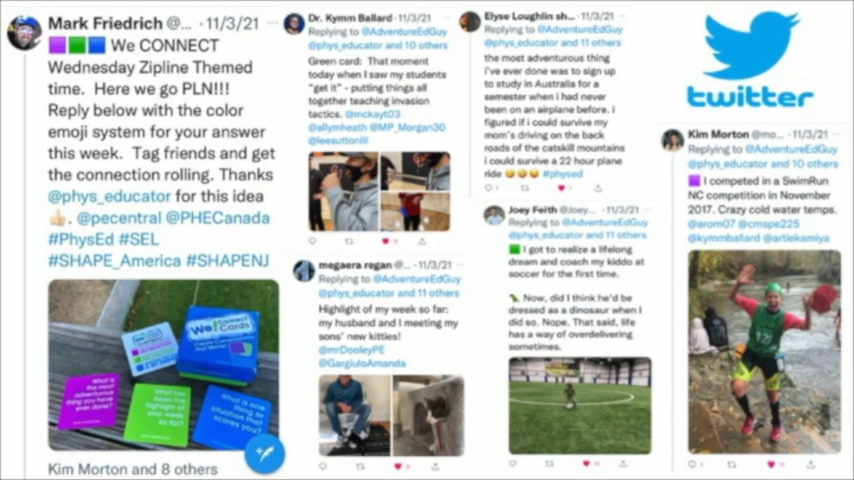 Mark Friedrich @... · 11/3/21
🟪🟩🟦 We CONNECT
Wednesday Zipline Themed
time. Here we go PLN!!!
Reply below with the color
emoji system for your answer
this week. Tag friends and get
the connection rolling. Thanks
@phys_educator for this idea
👍🏻. @pecentral @PHECanada
#PhysEd #SEL
#SHAPE_America #SHAPENJ
We! Connect
Cards
What is
the most
adventurous
thing you have
ever done?
What has
been the
highlight of
your week
so far?
What is one
thing or
situation that
scares you?
Kim Morton and 8 others
Dr. Kymm Ballard · 11/3/21
Replying to @AdventureEdGuy
@phys_educator and 10 others
Green card: That moment
today when I saw my students
"get it" - putting things all
together teaching invasion
tactics. @mckayt03
@allymheath @MP_Morgan30
@leesuttonIII
megaera regan @... · 11/3/21
Replying to @AdventureEdGuy
@phys_educator and 11 others
Highlight of my week so far:
my husband and I meeting my
sons' new kitties!
@mrDooleyPE
@GargiuloAmanda
Elyse Loughlin sh... · 11/3/21
Replying to @AdventureEdGuy
@phys_educator and 11 others
the most adventurous thing
i've ever done was to sign up
to study in Australia for a
semester when i had never
been on an airplane before. i
figured if i could survive my
mom's driving on the back
roads of the catskill mountains
i could survive a 22 hour plane
ride 🤣🤣🤣 #physed
Joey Feith @Joey... · 11/3/21
Replying to @AdventureEdGuy
@phys_educator and 11 others
🟩 I got to realize a lifelong
dream and coach my kiddo at
soccer for the first time.
🦖 Now, did I think he'd be
dressed as a dinosaur when I
did so. Nope. That said, life
has a way of overdelivering
sometimes.
twitter
Kim Morton @mo... · 11/3/21
Replying to @AdventureEdGuy
@phys_educator and 10 others
🟪 I competed in a SwimRun
NC competition in November
2017. Crazy cold water temps.
@arom07 @cmspe225
@kymmballard @artiekamiya